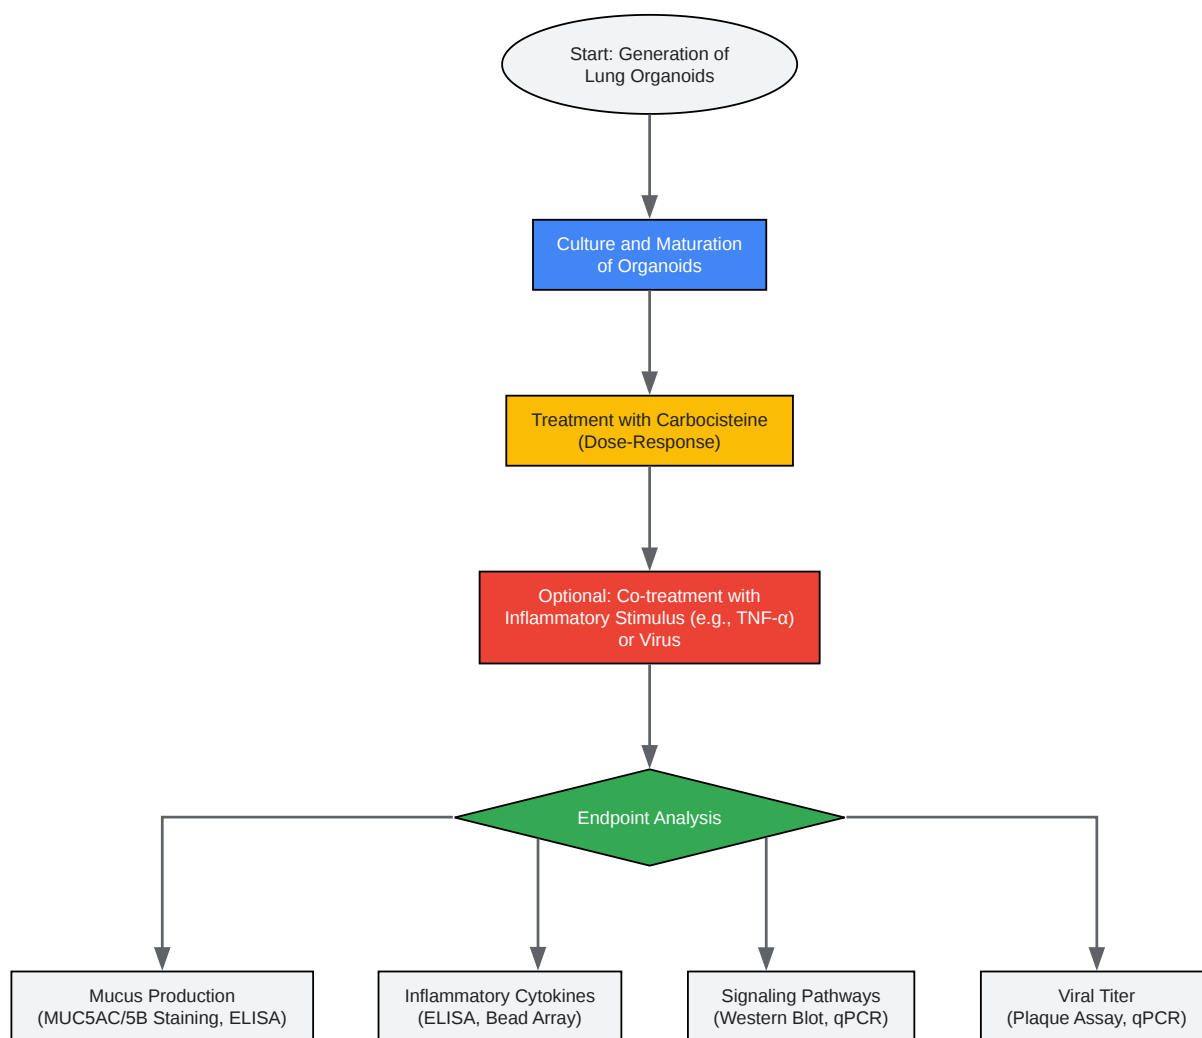 Start: Generation of
Lung Organoids
Culture and Maturation
of Organoids
Treatment with Carbocisteine
(Dose-Response)
Optional: Co-treatment with
Inflammatory Stimulus (e.g., TNF-α)
or Virus
Endpoint Analysis
Mucus Production
(MUC5AC/5B Staining, ELISA)
Inflammatory Cytokines
(ELISA, Bead Array)
Signaling Pathways
(Western Blot, qPCR)
Viral Titer
(Plaque Assay, qPCR)